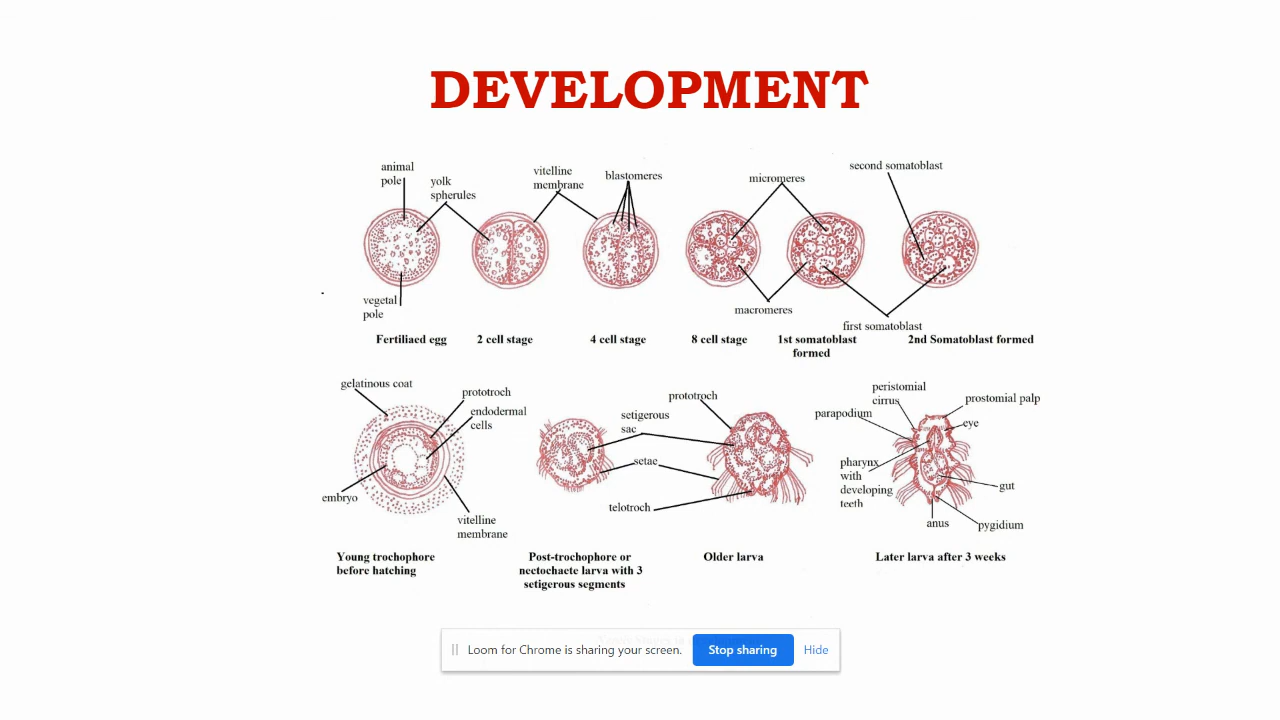 DEVELOPMENT
animal
pole
yolk
spherules
vitelline
membrane
blastomeres
micromeres
second somatoblast
vegetal
pole
macromeres
first somatoblast
Fertiliaed egg
2 cell stage
4 cell stage
8 cell stage
1st somatoblast
formed
2nd Somatoblast formed
gelatinous coat
prototroch
endodermal
cells
embryo
vitelline
membrane
setigerous
sac
prototroch
setae
telotroch
peristomial
cirrus
prostomial palp
parapodium
eye
pharynx
with
developing
teeth
gut
anus
pygidium
Young trochophore
before hatching
Post-trochophore or
nectochaete larva with 3
setigerous segments
Older larva
Later larva after 3 weeks
Loom for Chrome is sharing your screen.
Stop sharing
Hide